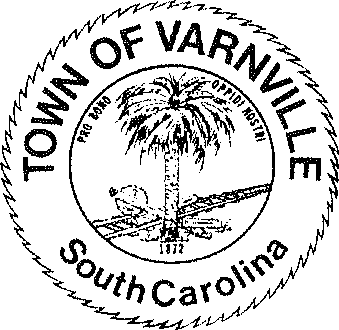 TOWN OF VARNVILLE
PRO BONO OPPIDI NOSTRI
1872
South Carolina